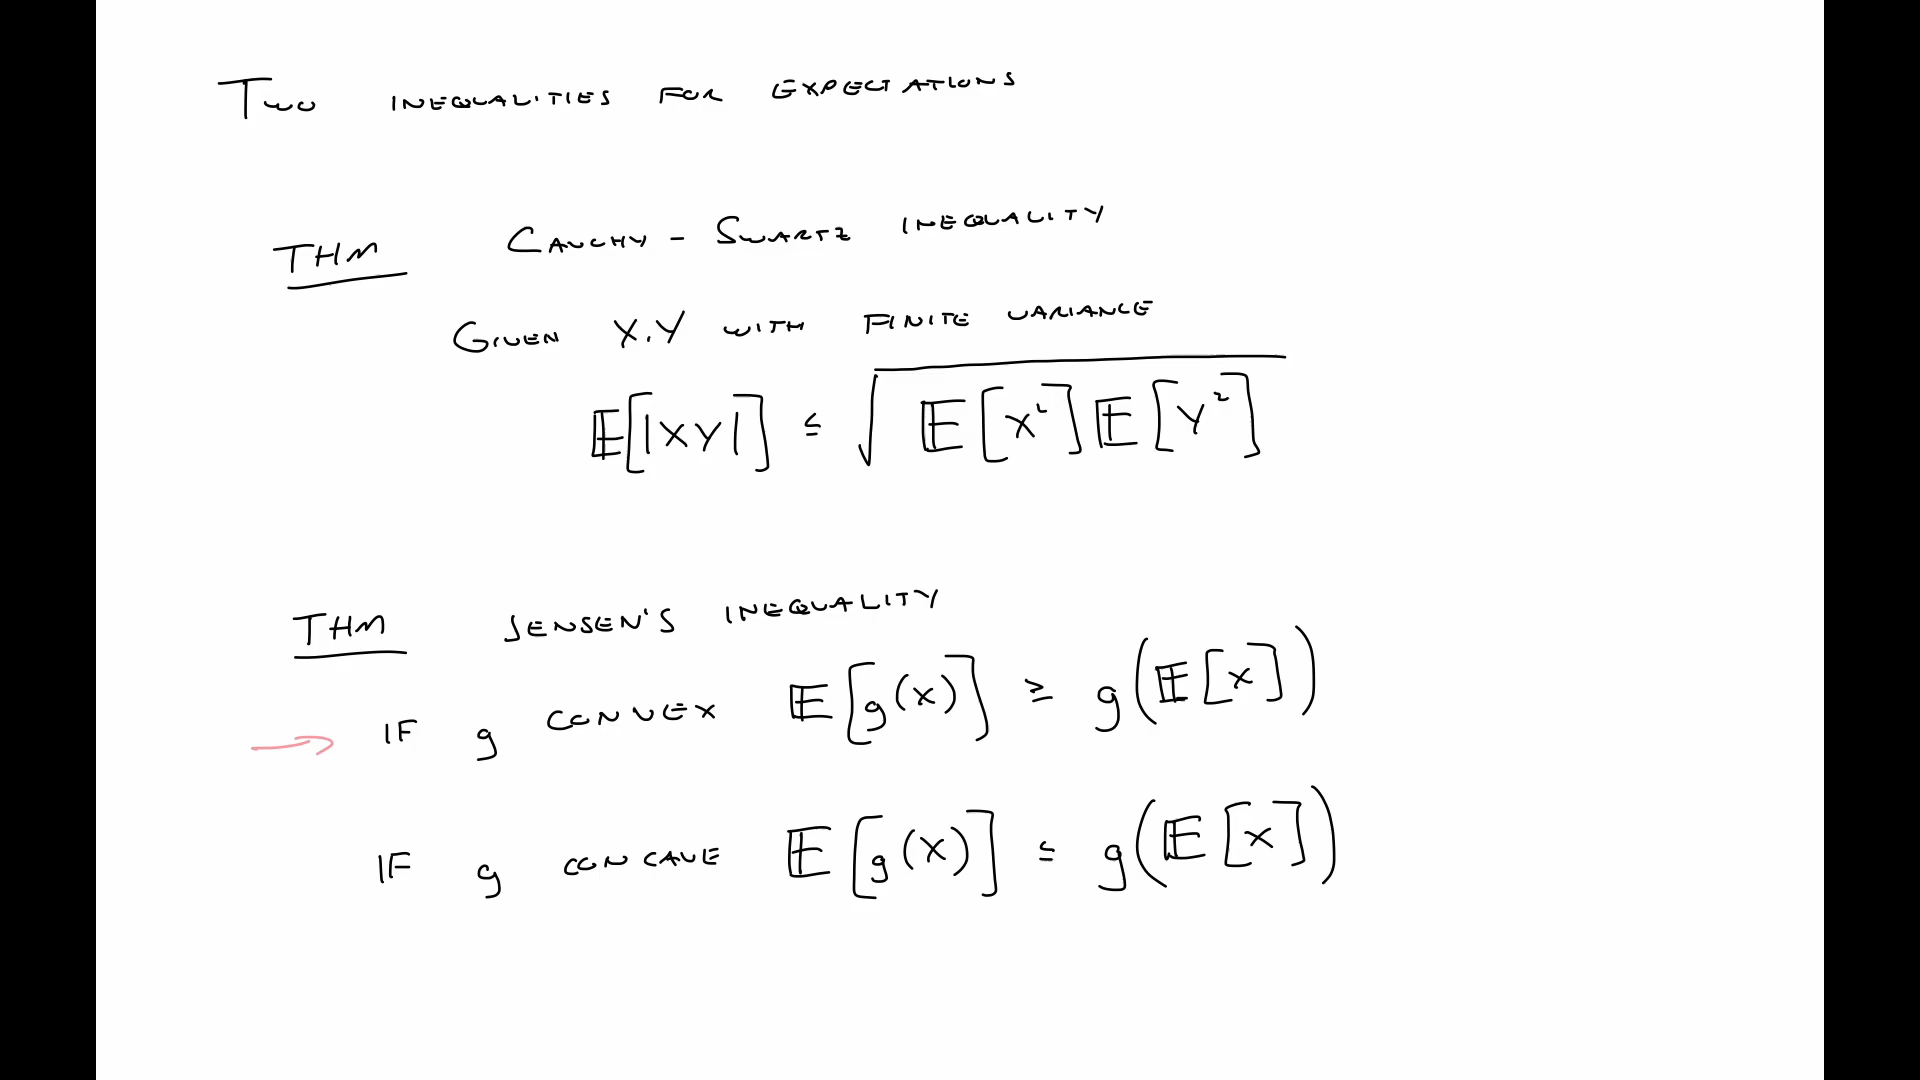 Two INEQUALITIES FOR EXPECTATIONS
THM CAUCHY - SWARTZ INEQUALITY
GIVEN X,Y WITH FINITE VARIANCE
𝔼[|XY|] ≤ √(𝔼[X²]𝔼[Y²])
THM JENSEN'S INEQUALITY
IF g CONVEX 𝔼[g(X)] ≥ g(𝔼[X])
IF g CONCAVE 𝔼[g(X)] ≤ g(𝔼[X])